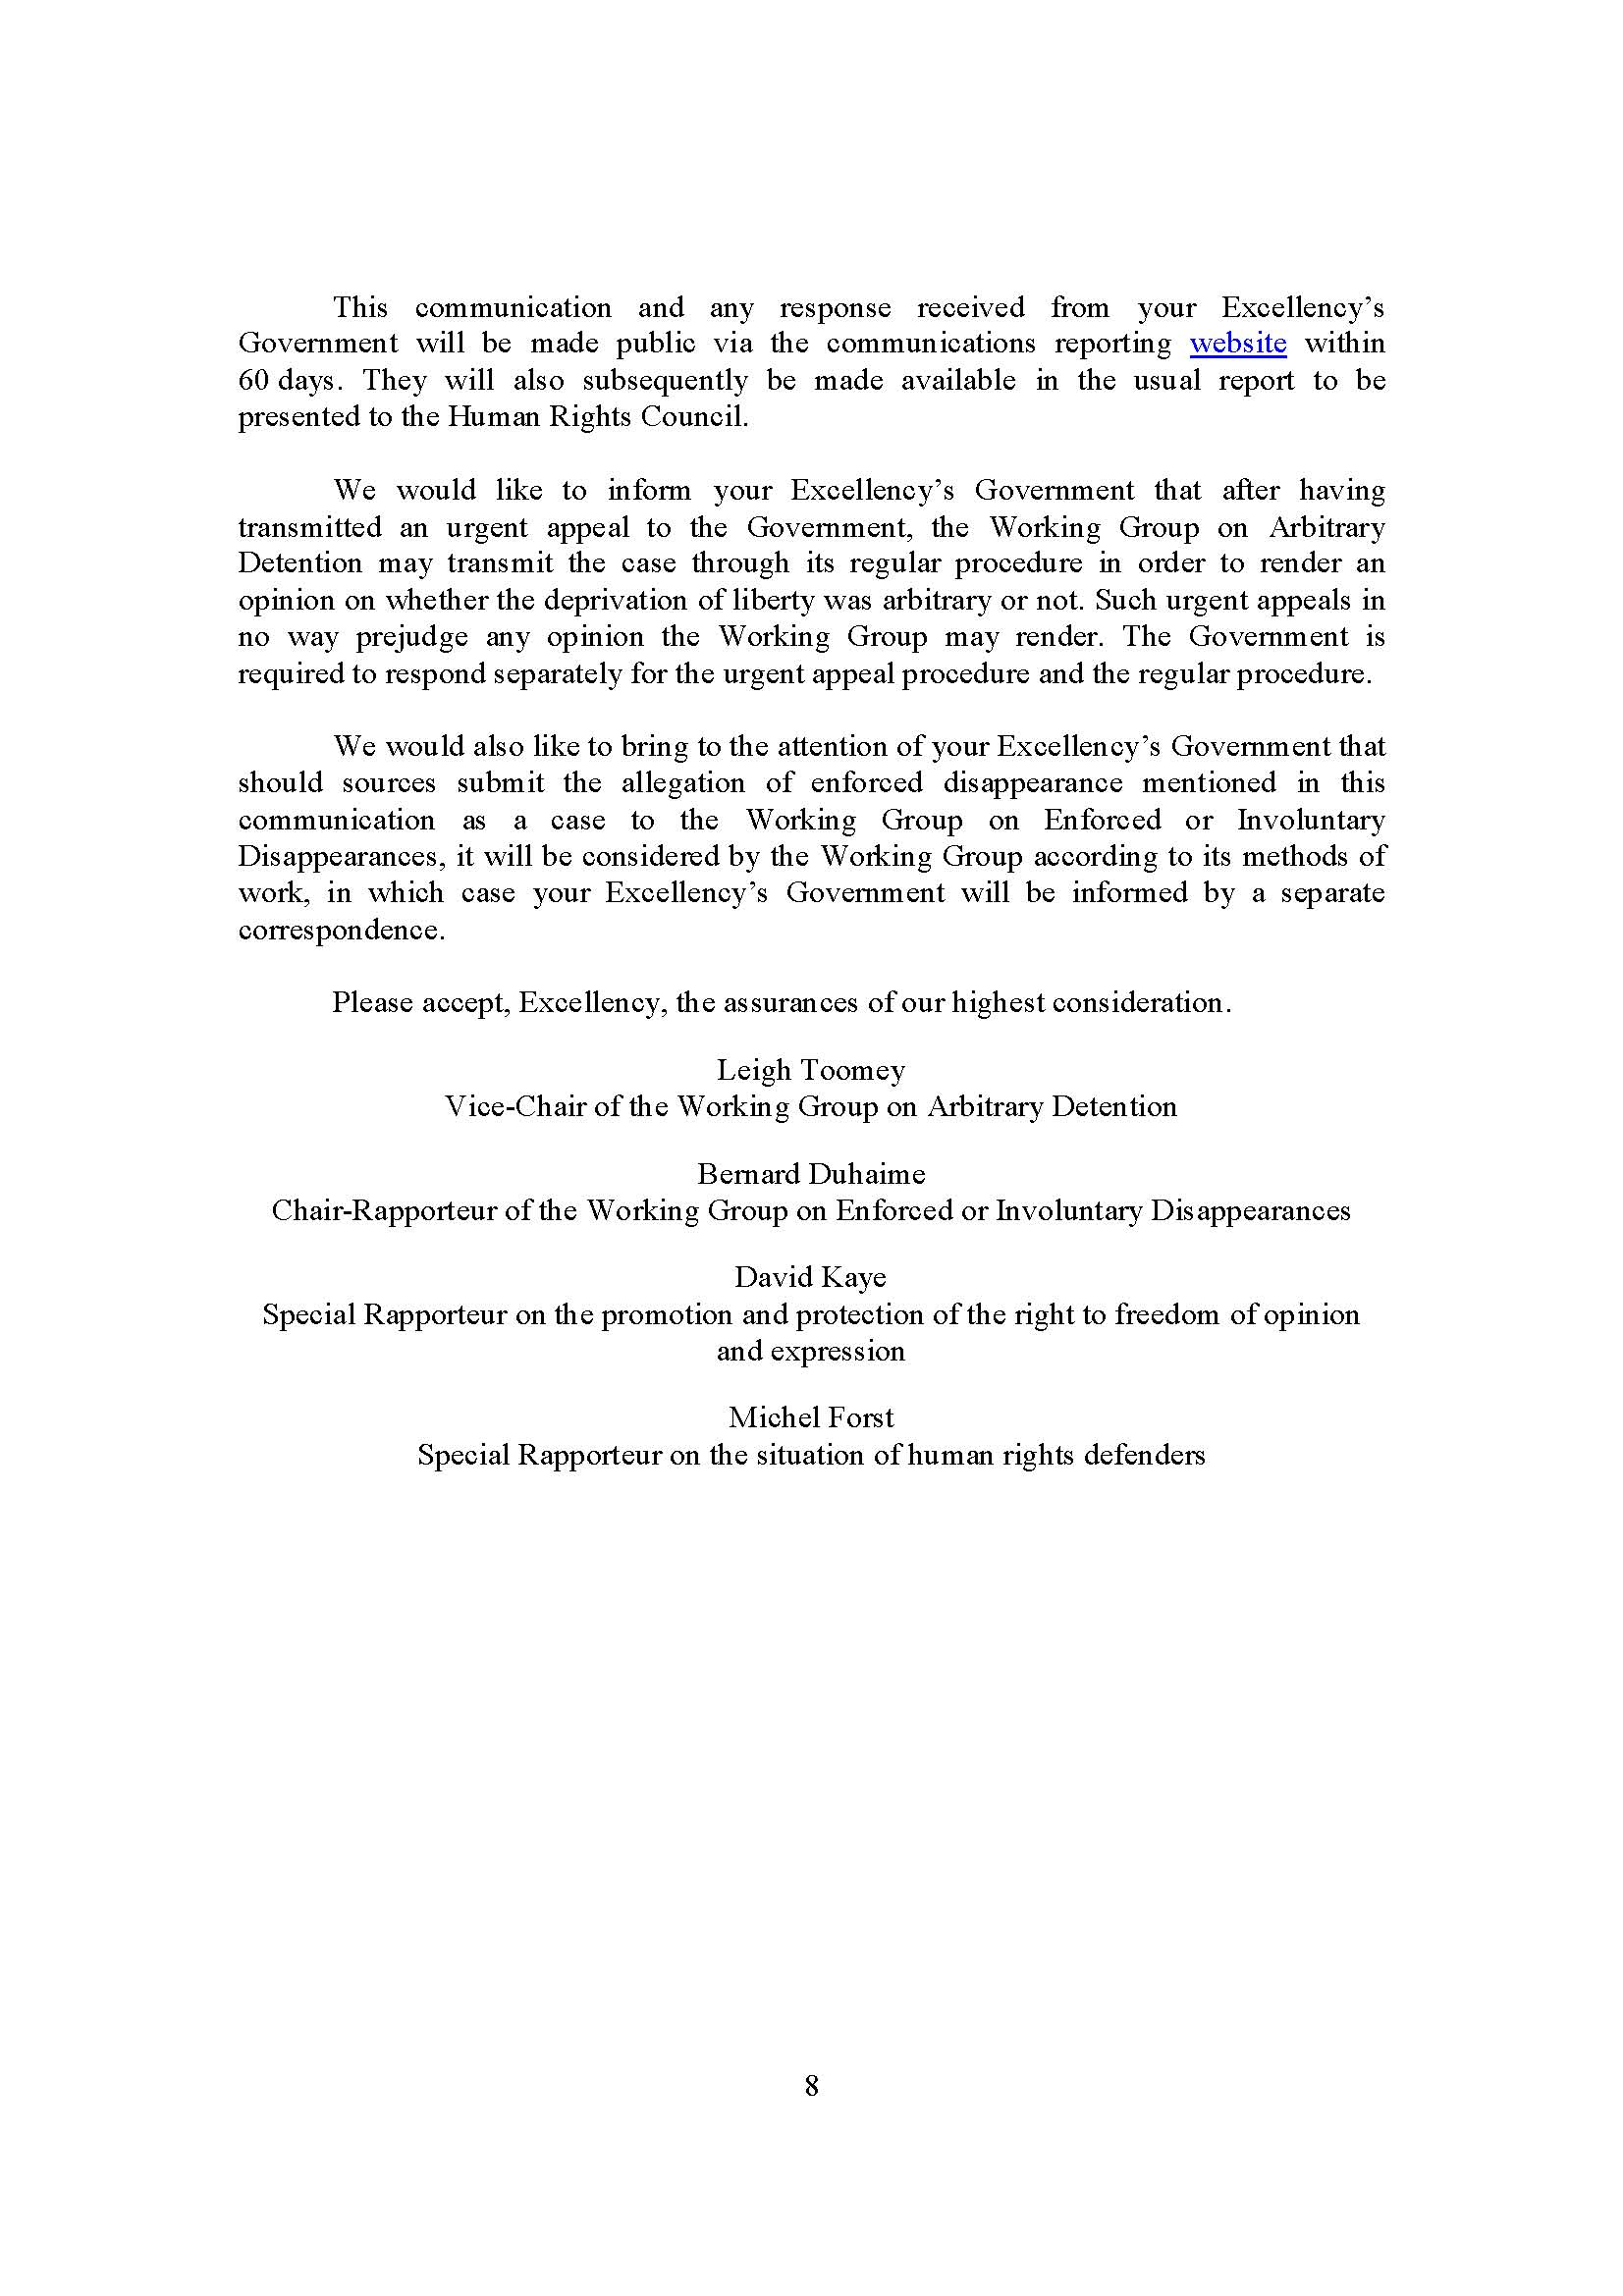 This communication and any response received from your Excellency’s
Government will be made public via the communications reporting website within
60 days. They will also subsequently be made available in the usual report to be
presented to the Human Rights Council.
We would like to inform your Excellency’s Government that after having
transmitted an urgent appeal to the Government, the Working Group on Arbitrary
Detention may transmit the case through its regular procedure in order to render an
opinion on whether the deprivation of liberty was arbitrary or not. Such urgent appeals in
no way prejudge any opinion the Working Group may render. The Government is
required to respond separately for the urgent appeal procedure and the regular procedure.
We would also like to bring to the attention of your Excellency’s Government that
should sources submit the allegation of enforced disappearance mentioned in this
communication as a case to the Working Group on Enforced or Involuntary
Disappearances, it will be considered by the Working Group according to its methods of
work, in which case your Excellency’s Government will be informed by a separate
correspondence.
Please accept, Excellency, the assurances of our highest consideration.
Leigh Toomey
Vice-Chair of the Working Group on Arbitrary Detention
Bernard Duhaime
Chair-Rapporteur of the Working Group on Enforced or Involuntary Disappearances
David Kaye
Special Rapporteur on the promotion and protection of the right to freedom of opinion
and expression
Michel Forst
Special Rapporteur on the situation of human rights defenders
8